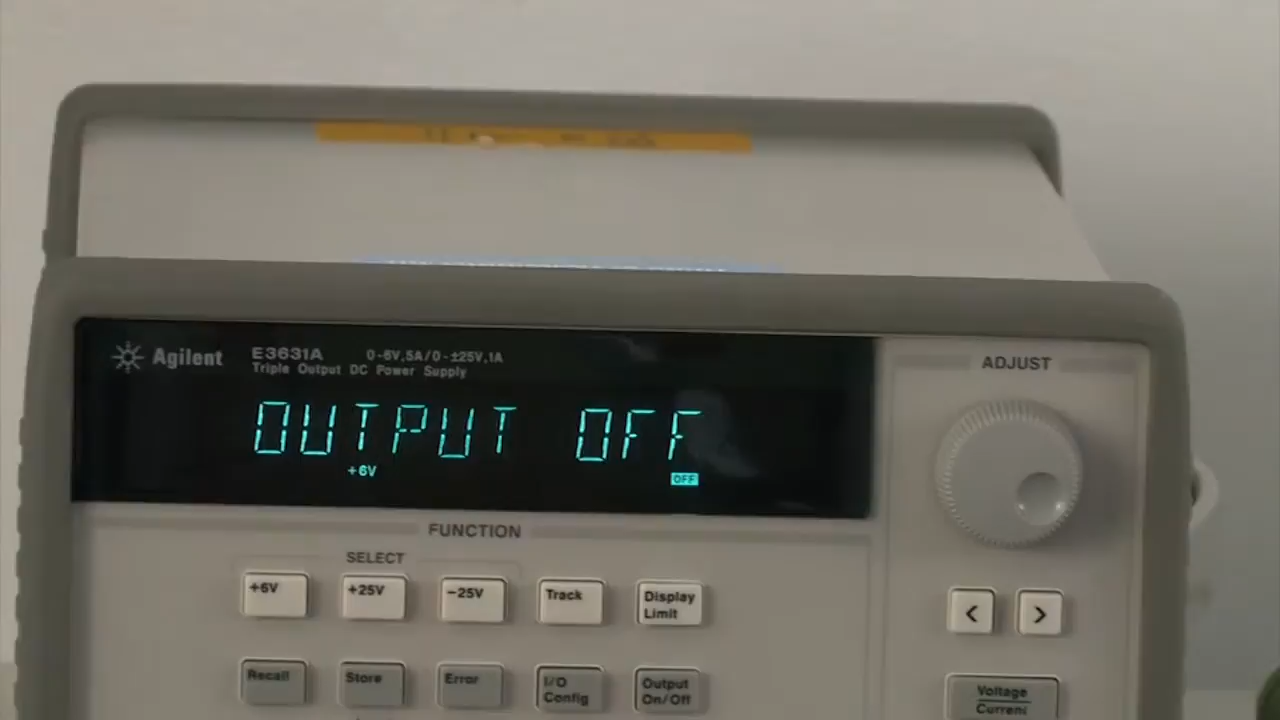 Agilent
E3631A 0-6V,5A/0-±25V,1A
Triple Output DC Power Supply
OUTPUT OFF
+6V
OFF
ADJUST
FUNCTION
SELECT
+6V
+25V
-25V
Track
Display
Limit
<
>
Recall
Store
Error
I/O
Config
Output
On/Off
Voltage
Current